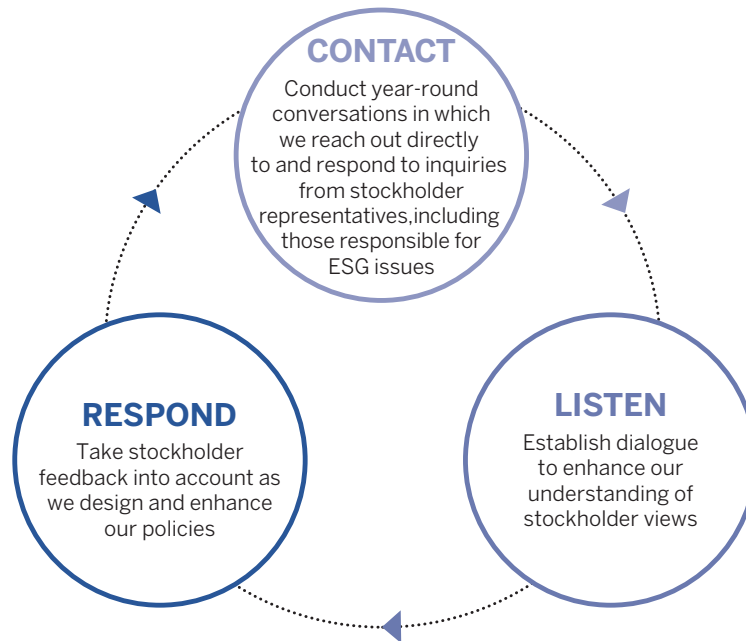 CONTACT
Conduct year-round
conversations in which
we reach out directly
to and respond to inquiries
from stockholder
representatives,including
those responsible for
ESG issues
LISTEN
Establish dialogue
to enhance our
understanding of
stockholder views
RESPOND
Take stockholder
feedback into account as
we design and enhance
our policies